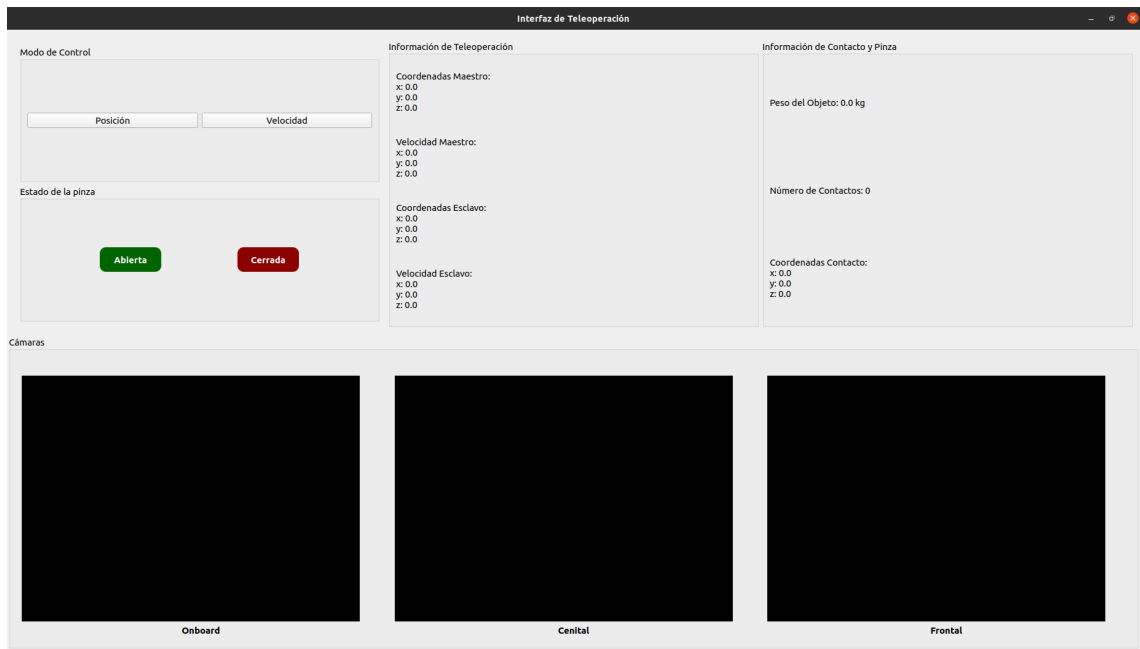 Interfaz de Teleoperación
Modo de Control
Posición
Velocidad
Estado de la pinza
Abierta
Cerrada
Información de Teleoperación
Coordenadas Maestro:
x: 0.0
y: 0.0
z: 0.0
Velocidad Maestro:
x: 0.0
y: 0.0
z: 0.0
Coordenadas Esclavo:
x: 0.0
y: 0.0
z: 0.0
Velocidad Esclavo:
x: 0.0
y: 0.0
z: 0.0
Información de Contacto y Pinza
Peso del Objeto: 0.0 kg
Número de Contactos: 0
Coordenadas Contacto:
x: 0.0
y: 0.0
z: 0.0
Cámaras
Onboard
Cenital
Frontal